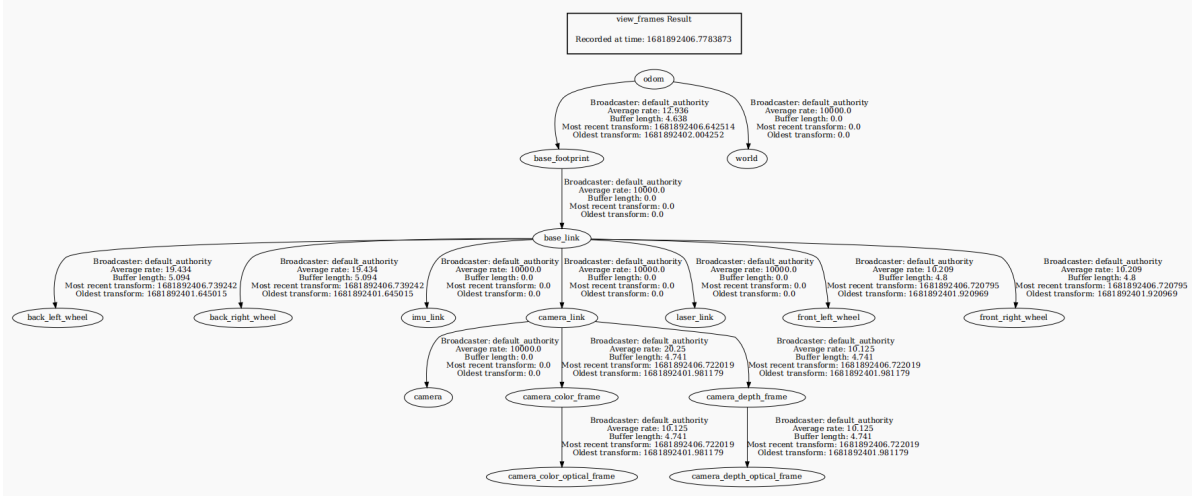 view_frames Result
Recorded at time: 1681892406.7783873
odom
Broadcaster: default_authority
Average rate: 12.936
Buffer length: 4.638
Most recent transform: 1681892406.642514
Oldest transform: 1681892402.004252
Broadcaster: default_authority
Average rate: 10000.0
Buffer length: 0.0
Most recent transform: 0.0
Oldest transform: 0.0
base_footprint
world
Broadcaster: default_authority
Average rate: 10000.0
Buffer length: 0.0
Most recent transform: 0.0
Oldest transform: 0.0
base_link
Broadcaster: default_authority
Average rate: 19.434
Buffer length: 5.094
Most recent transform: 1681892406.739242
Oldest transform: 1681892401.645015
Broadcaster: default_authority
Average rate: 19.434
Buffer length: 5.094
Most recent transform: 1681892406.739242
Oldest transform: 1681892401.645015
Broadcaster: default_authority
Average rate: 10000.0
Buffer length: 0.0
Most recent transform: 0.0
Oldest transform: 0.0
Broadcaster: default_authority
Average rate: 10000.0
Buffer length: 0.0
Most recent transform: 0.0
Oldest transform: 0.0
Broadcaster: default_authority
Average rate: 10000.0
Buffer length: 0.0
Most recent transform: 0.0
Oldest transform: 0.0
Broadcaster: default_authority
Average rate: 10.209
Buffer length: 4.8
Most recent transform: 1681892406.720795
Oldest transform: 1681892401.920969
Broadcaster: default_authority
Average rate: 10.209
Buffer length: 4.8
Most recent transform: 1681892406.720795
Oldest transform: 1681892401.920969
back_left_wheel
back_right_wheel
imu_link
camera_link
laser_link
front_left_wheel
front_right_wheel
Broadcaster: default_authority
Average rate: 10000.0
Buffer length: 0.0
Most recent transform: 0.0
Oldest transform: 0.0
Broadcaster: default_authority
Average rate: 20.25
Buffer length: 4.741
Most recent transform: 1681892406.722019
Oldest transform: 1681892401.981179
Broadcaster: default_authority
Average rate: 10.125
Buffer length: 4.741
Most recent transform: 1681892406.722019
Oldest transform: 1681892401.981179
camera
camera_color_frame
camera_depth_frame
Broadcaster: default_authority
Average rate: 10.125
Buffer length: 4.741
Most recent transform: 1681892406.722019
Oldest transform: 1681892401.981179
Broadcaster: default_authority
Average rate: 10.125
Buffer length: 4.741
Most recent transform: 1681892406.722019
Oldest transform: 1681892401.981179
camera_color_optical_frame
camera_depth_optical_frame